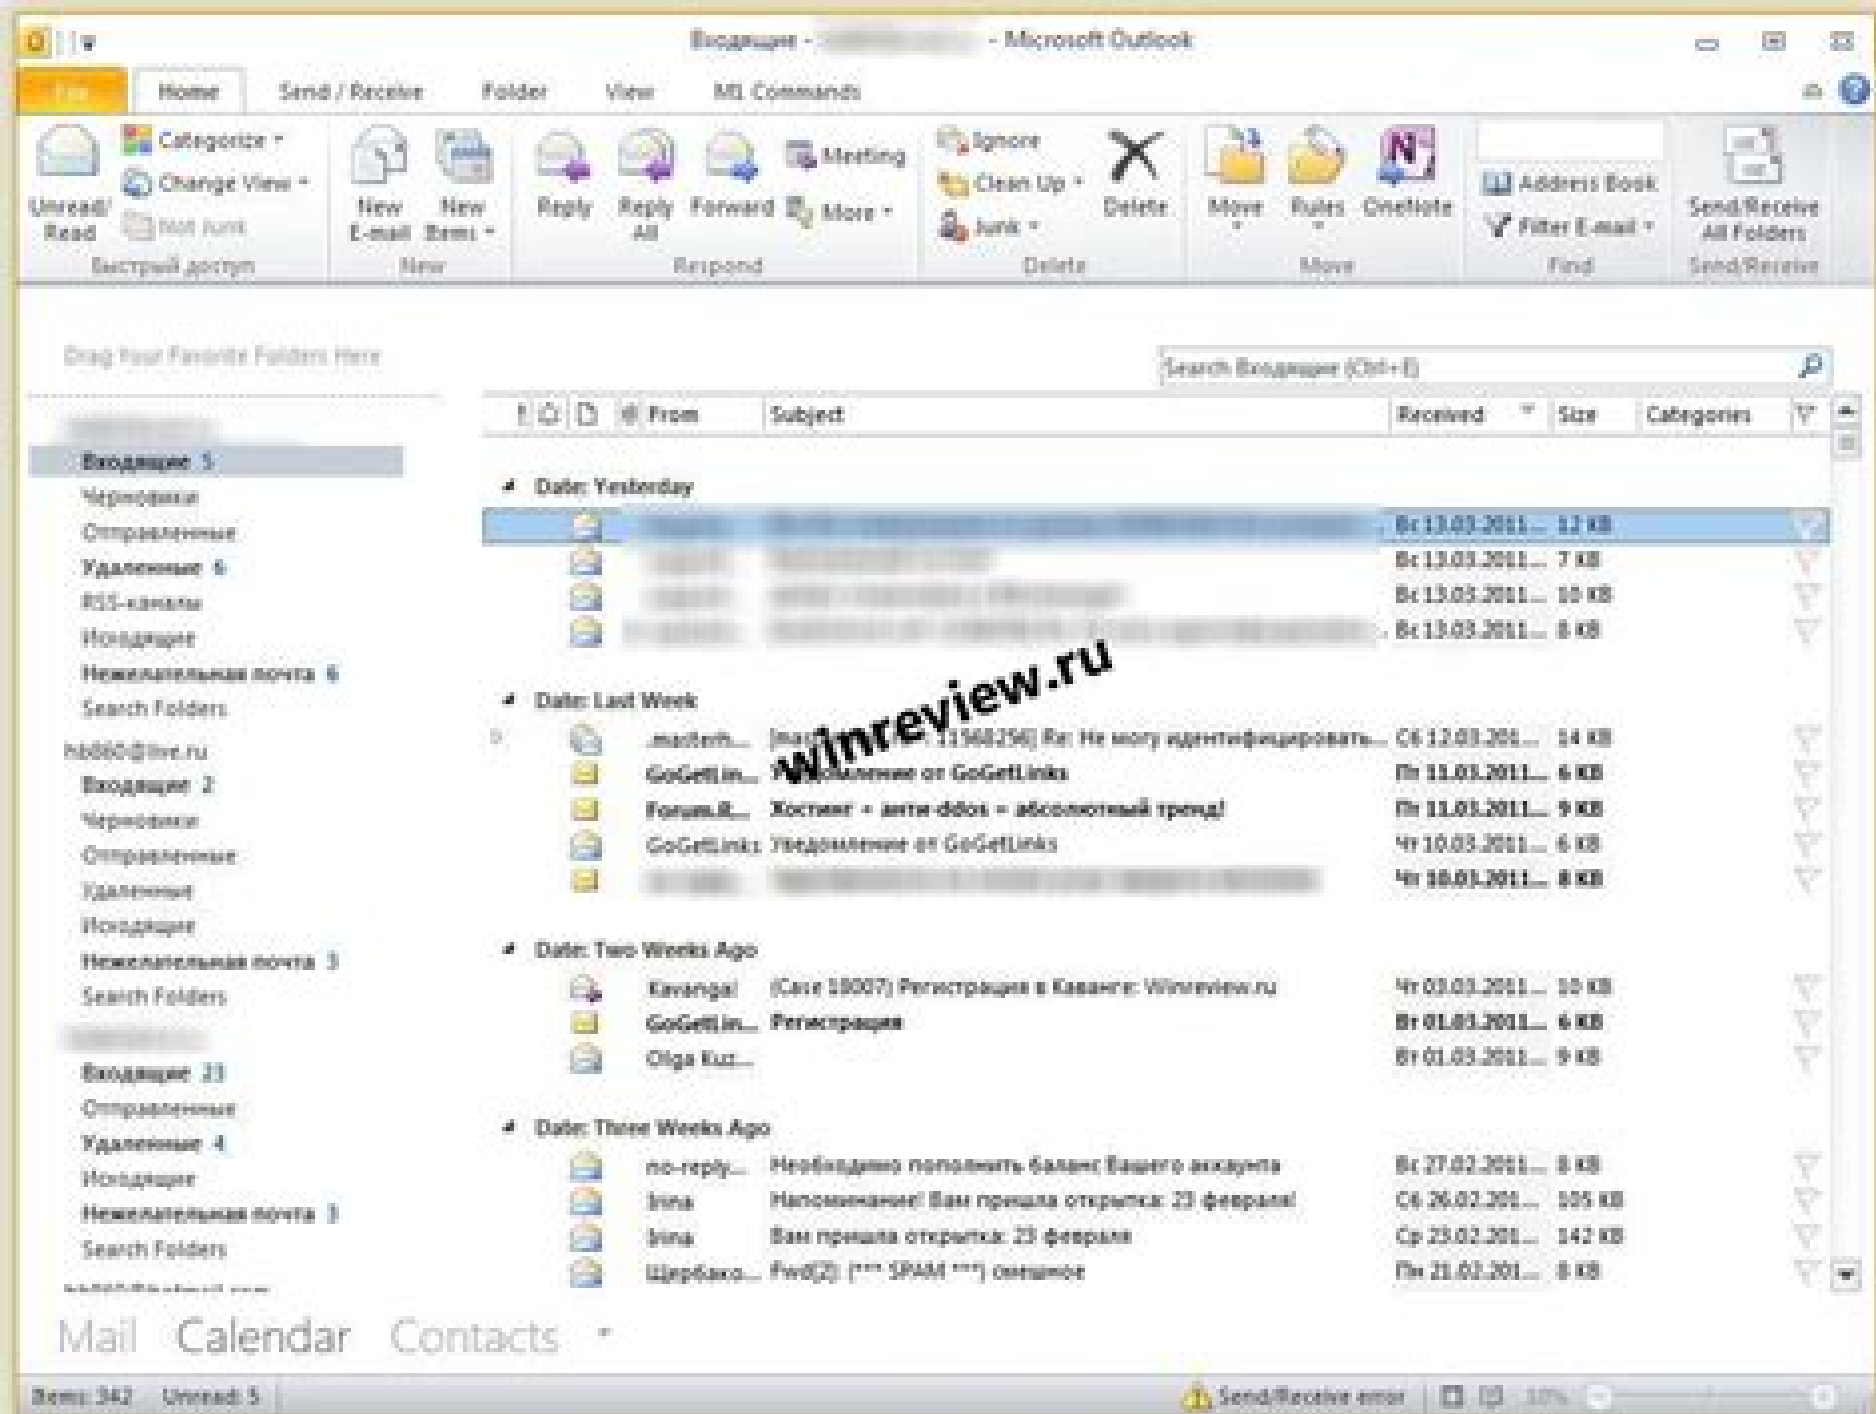 Входящие - - Microsoft Outlook
File Home Send / Receive Folder View M1 Commands
Unread/ Read
Categorize
Change View
Not Junk
Быстрый доступ
New E-mail
New Items
New
Reply
Reply All
Forward
Meeting
More
Respond
Ignore
Clean Up
Junk
Delete
Delete
Move
Rules
OneNote
Move
Address Book
Filter E-mail
Find
Send/Receive All Folders
Send/Receive
Drag Your Favorite Folders Here
Входящие 5
Черновики
Отправленные
Удаленные 6
RSS-каналы
Исходящие
Нежелательная почта 6
Search Folders
hb860@live.ru
Входящие 2
Черновики
Отправленные
Удаленные
Исходящие
Нежелательная почта 3
Search Folders
Входящие 23
Отправленные
Удаленные 4
Исходящие
Нежелательная почта 3
Search Folders
Search Входящие (Ctrl+E)
From Subject Received Size Categories
Date: Yesterday
Вс 13.03.2011... 12 KB
Вс 13.03.2011... 7 KB
Вс 13.03.2011... 10 KB
Вс 13.03.2011... 8 KB
winreview.ru
Date: Last Week
.masterh... 11568256] Re: Не могу идентифицировать... Сб 12.03.201... 14 KB
GoGetLin... Уведомление от GoGetLinks Пт 11.03.2011... 6 KB
Forum.R... Хостинг + анти-ddos = абсолютный тренд! Пт 11.03.2011... 9 KB
GoGetLinks Уведомление от GoGetLinks Чт 10.03.2011... 6 KB
Чт 10.03.2011... 8 KB
Date: Two Weeks Ago
Kavanga! (Case 18007) Регистрация в Каванге: Winreview.ru Чт 03.03.2011... 10 KB
GoGetLin... Регистрация Вт 01.03.2011... 6 KB
Olga Kuz... Вт 01.03.2011... 9 KB
Date: Three Weeks Ago
no-reply... Необходимо пополнить баланс Вашего аккаунта Вс 27.02.2011... 8 KB
Irina Напоминание! Вам пришла открытка: 23 февраля! Сб 26.02.201... 105 KB
Irina Вам пришла открытка: 23 февраля Ср 23.02.201... 142 KB
Щербако... Fwd[2]: (*** SPAM ***) смешное Пн 21.02.201... 8 KB
Mail Calendar Contacts
Items: 342 Unread: 5
Send/Receive error 10%